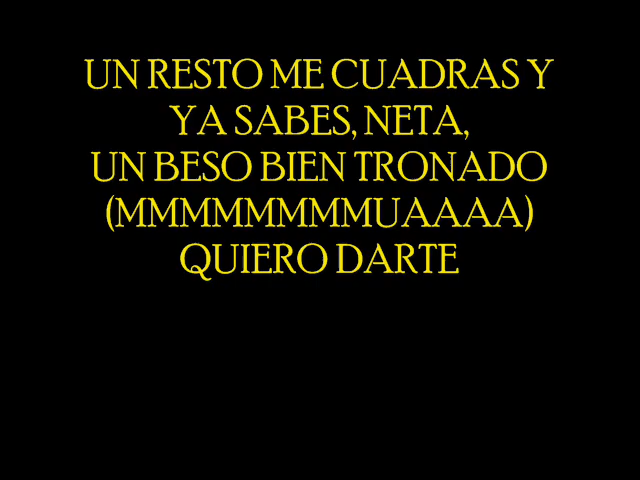 UN RESTO ME CUADRAS Y
YA SABES, NETA,
UN BESO BIEN TRONADO
(MMMMMMMMUAAAA)
QUIERO DARTE